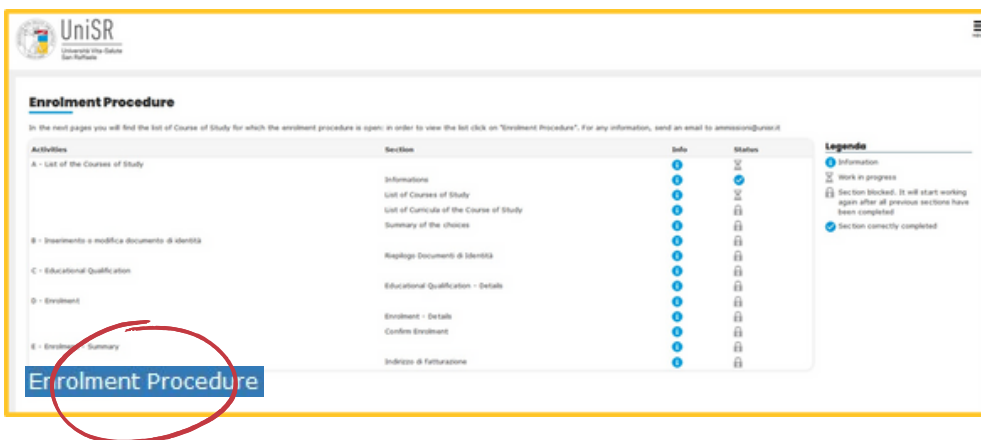 UniSR
Università Vita-Salute
San Raffaele
Enrolment Procedure
In the next pages you will find the list of Course of Study for which the enrolment procedure is open: in order to view the list click on "Enrolment Procedure". For any information, send an email to ammissioni@unisr.it
Activities Section Info Status
A - List of the Courses of Study
Informations
List of Courses of Study
List of Curricula of the Course of Study
Summary of the choices
B - Inserimento o modifica documento di identità
Riepilogo Documenti di Identità
C - Educational Qualification
Educational Qualification - Details
D - Enrolment
Enrolment - Details
Confirm Enrolment
E - Enrolment - Summary
Indirizzo di fatturazione
Legenda
Information
Work in progress
Section blocked. It will start working
again after all previous sections have
been completed
Section correctly completed
Enrolment Procedure